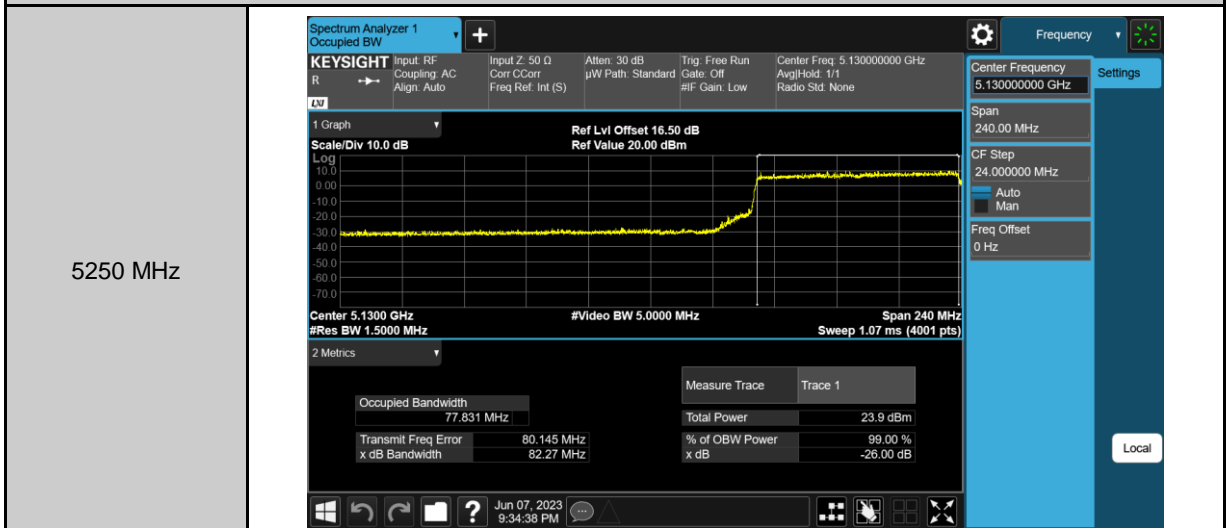 5250 MHz
Spectrum Analyzer 1
Occupied BW
Frequency
KEYSIGHT
R
LXI
Input: RF
Coupling: AC
Align: Auto
Input Z: 50 Ω
Corr CCorr
Freq Ref: Int (S)
Atten: 30 dB
µW Path: Standard
Trig: Free Run
Gate: Off
#IF Gain: Low
Center Freq: 5.130000000 GHz
Avg|Hold: 1/1
Radio Std: None
Center Frequency
5.130000000 GHz
Settings
Span
240.00 MHz
CF Step
24.000000 MHz
Auto
Man
Freq Offset
0 Hz
1 Graph
Scale/Div 10.0 dB
Ref Lvl Offset 16.50 dB
Ref Value 20.00 dBm
Log
10.0
0.00
-10.0
-20.0
-30.0
-40.0
-50.0
-60.0
-70.0
Center 5.1300 GHz
#Video BW 5.0000 MHz
Span 240 MHz
#Res BW 1.5000 MHz
Sweep 1.07 ms (4001 pts)
2 Metrics
Measure Trace Trace 1
Occupied Bandwidth
77.831 MHz
Total Power 23.9 dBm
Transmit Freq Error 80.145 MHz
% of OBW Power 99.00 %
x dB Bandwidth 82.27 MHz
x dB -26.00 dB
Local
?
Jun 07, 2023
9:34:38 PM